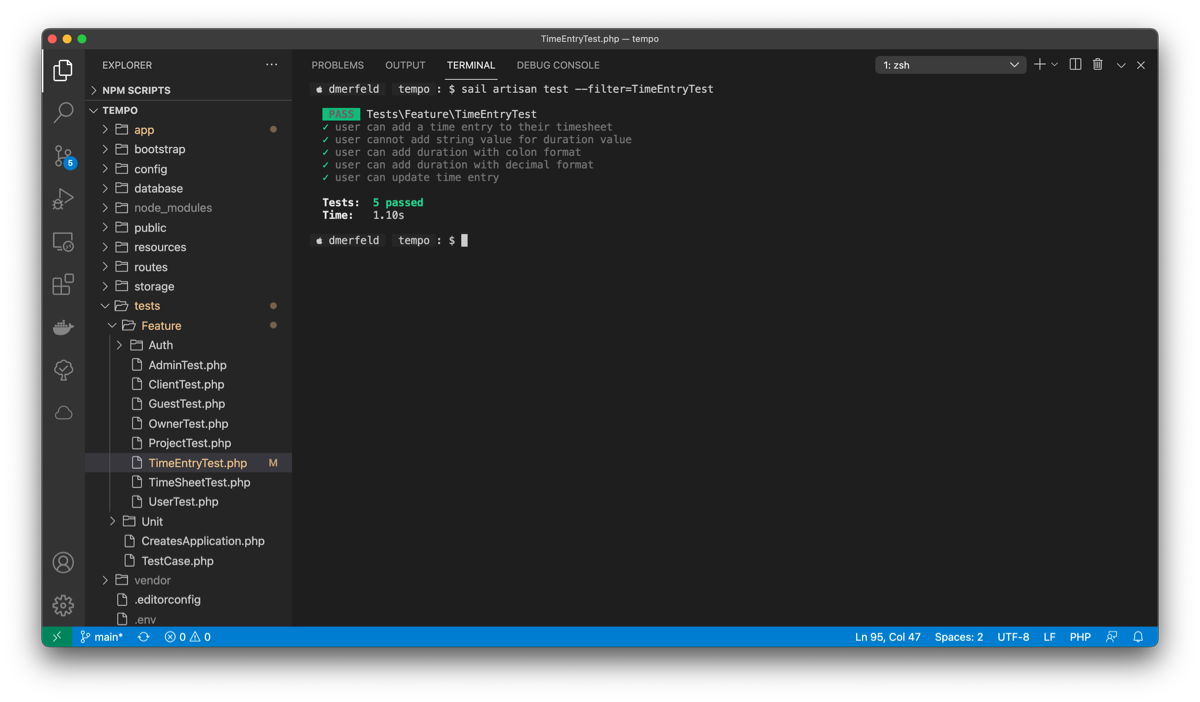 TimeEntryTest.php — tempo
EXPLORER
NPM SCRIPTS
TEMPO
app
bootstrap
config
database
node_modules
public
resources
routes
storage
tests
Feature
Auth
AdminTest.php
ClientTest.php
GuestTest.php
OwnerTest.php
ProjectTest.php
TimeEntryTest.php M
TimeSheetTest.php
UserTest.php
Unit
CreatesApplication.php
TestCase.php
vendor
.editorconfig
.env
5
PROBLEMS OUTPUT TERMINAL DEBUG CONSOLE 1: zsh
dmerfeld tempo : $ sail artisan test --filter=TimeEntryTest
PASS Tests\Feature\TimeEntryTest
✓ user can add a time entry to their timesheet
✓ user cannot add string value for duration value
✓ user can add duration with colon format
✓ user can add duration with decimal format
✓ user can update time entry
Tests: 5 passed
Time: 1.10s
dmerfeld tempo : $
main* 0 0 Ln 95, Col 47 Spaces: 2 UTF-8 LF PHP